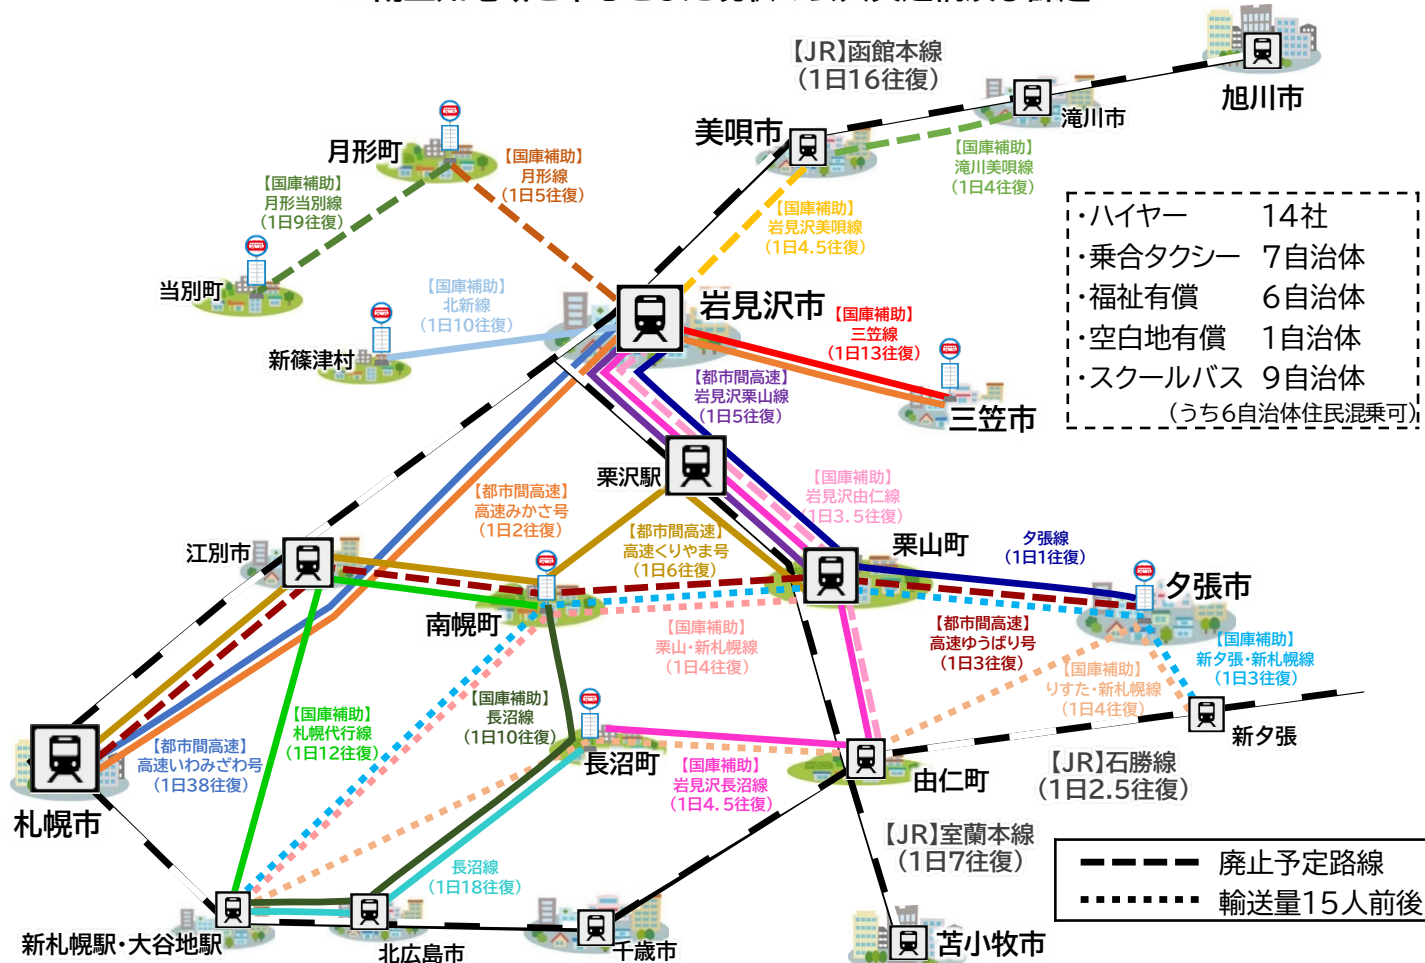 【JR】函館本線
（1日16往復）
旭川市
滝川市
美唄市
【国庫補助】
滝川美唄線
（1日4往復）
月形町
【国庫補助】
月形線
（1日5往復）
【国庫補助】
月形当別線
（1日9往復）
当別町
【国庫補助】
岩見沢美唄線
（1日4.5往復）
・ハイヤー 14社
・乗合タクシー 7自治体
・福祉有償 6自治体
・空白地有償 1自治体
・スクールバス 9自治体
（うち6自治体住民混乗可）
【国庫補助】
北新線
（1日10往復）
新篠津村
岩見沢市
【国庫補助】
三笠線
（1日13往復）
三笠市
【都市間高速】
岩見沢栗山線
（1日5往復）
栗沢駅
【国庫補助】
岩見沢由仁線
（1日3.5往復）
【都市間高速】
高速みかさ号
（1日2往復）
【都市間高速】
高速くりやま号
（1日6往復）
江別市
栗山町
夕張線
（1日1往復）
夕張市
南幌町
【国庫補助】
栗山・新札幌線
（1日4往復）
【都市間高速】
高速ゆうばり号
（1日3往復）
【国庫補助】
新夕張・新札幌線
（1日3往復）
【国庫補助】
りすた・新札幌線
（1日4往復）
新夕張
【国庫補助】
長沼線
（1日10往復）
【国庫補助】
札幌代行線
（1日12往復）
【都市間高速】
高速いわみざわ号
（1日38往復）
札幌市
長沼町
【国庫補助】
岩見沢長沼線
（1日4.5往復）
由仁町
【JR】石勝線
（1日2.5往復）
【JR】室蘭本線
（1日7往復）
長沼線
（1日18往復）
廃止予定路線
輸送量15人前後
新札幌駅・大谷地駅
北広島市
千歳市
苫小牧市